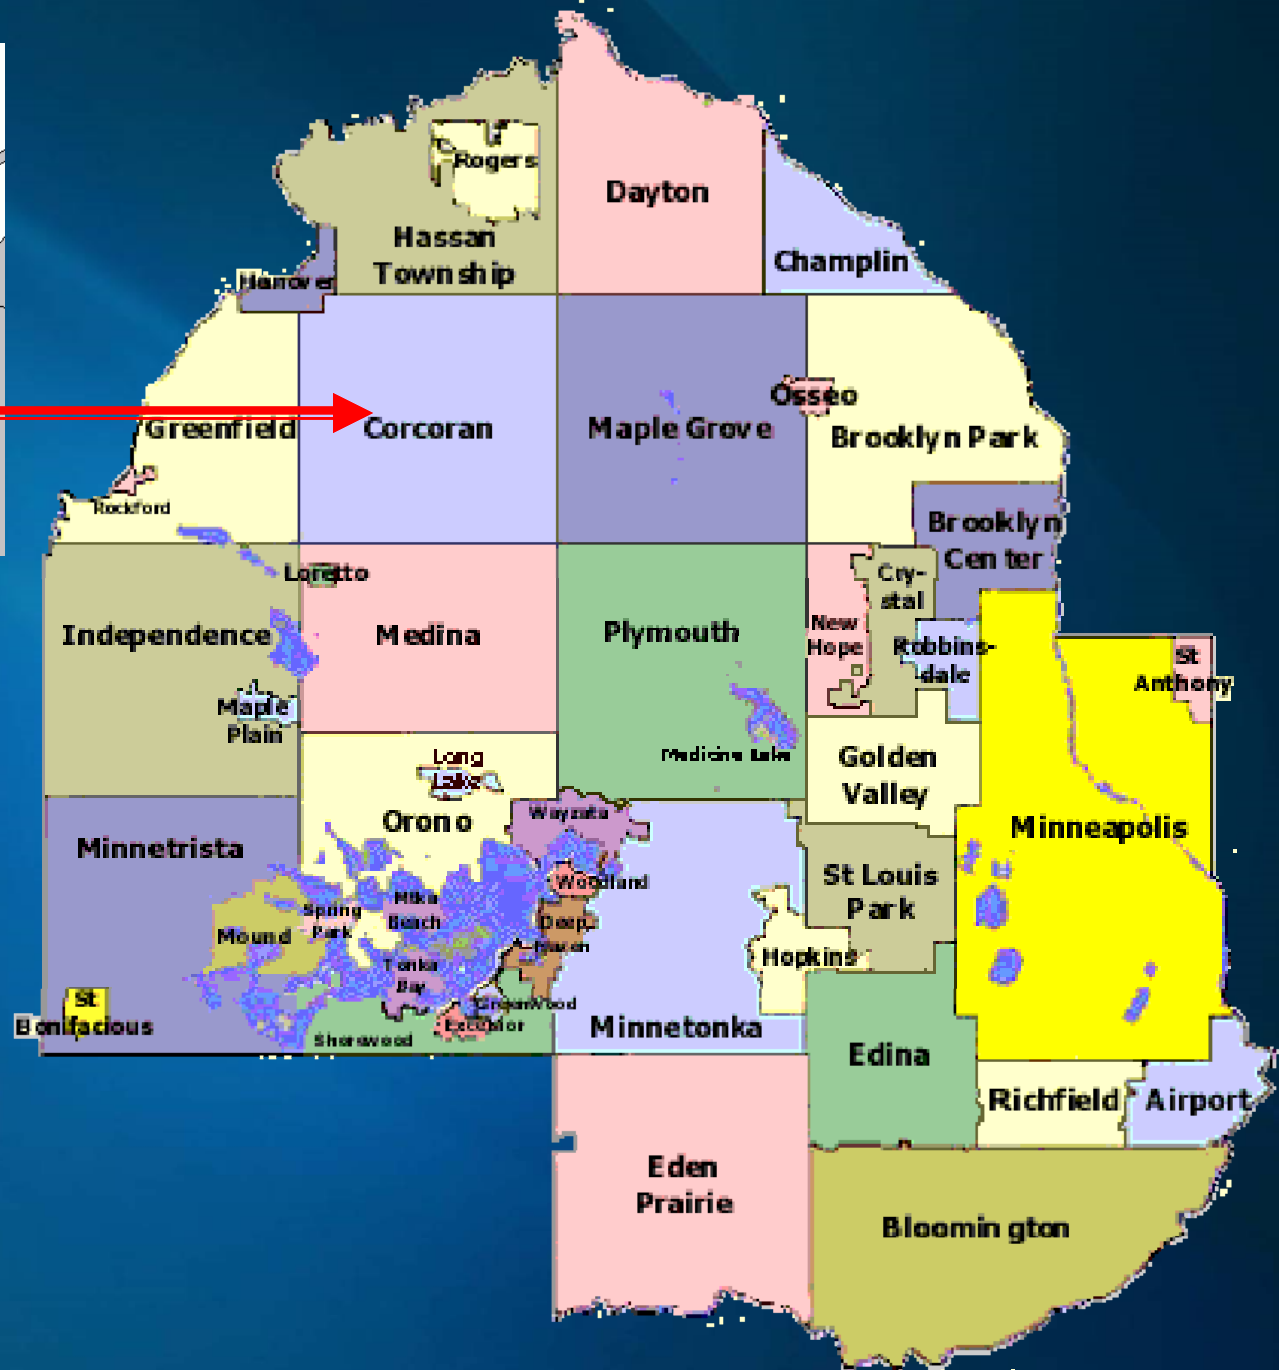 Rogers
Dayton
Hassan
Township
Champlin
Hanover
Osseo
Greenfield
Corcoran
Maple Grove
Brooklyn Park
Rockford
Brooklyn
Center
Loretto
Cry-
stal
Independence
Medina
Plymouth
New
Hope
Robbins-
dale
St
Anthony
Maple
Plain
Medicine Lake
Long
Lake
Golden
Valley
Orono
Wayzata
Minneapolis
Minnetrista
St Louis
Park
Woodland
Mtka
Beach
Spring
Park
Mound
Deep
Haven
Hopkins
Tonka
Bay
St
Bonifacious
Greenwood
Excelsior
Shorewood
Minnetonka
Edina
Richfield
Airport
Eden
Prairie
Bloomington